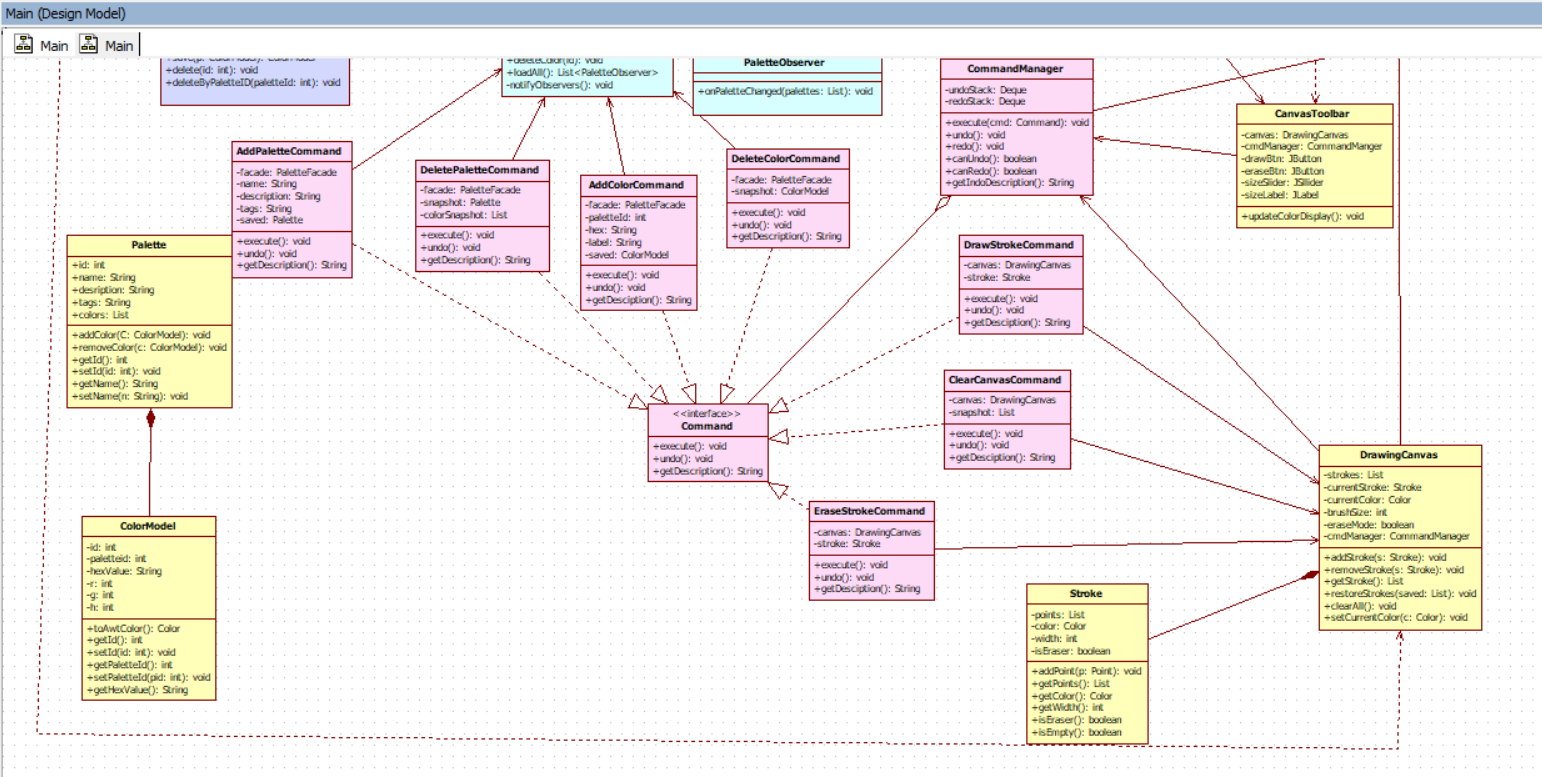 Main (Design Model)
Main
Main
+delete(id: int): void
+deleteByPaletteID(paletteId: int): void
+deleteColor(id): void
+loadAll(): List<PaletteObserver>
-notifyObservers(): void
PaletteObserver
+onPaletteChanged(palettes: List): void
CommandManager
-undoStack: Deque
-redoStack: Deque
+execute(cmd: Command): void
+undo(): void
+redo(): void
+canUndo(): boolean
+canRedo(): boolean
+getIndoDescription(): String
CanvasToolbar
-canvas: DrawingCanvas
-cmdManager: CommandManger
-drawBtn: JButton
-eraseBtn: JButton
-sizeSlider: JSllider
-sizeLabel: JLabel
+updateColorDisplay(): void
AddPaletteCommand
-facade: PaletteFacade
-name: String
-description: String
-tags: String
-saved: Palette
+execute(): void
+undo(): void
+getDescription(): String
DeletePaletteCommand
-facade: PaletteFacade
-snapshot: Palette
-colorSnapshot: List
+execute(): void
+undo(): void
+getDescription(): String
AddColorCommand
-facade: PaletteFacade
-paletteId: int
-hex: String
-label: String
-saved: ColorModel
+execute(): void
+undo(): void
+getDesciption(): String
DeleteColorCommand
-facade: PaletteFacade
-snapshot: ColorModel
+execute(): void
+undo(): void
+getDescription(): String
DrawStrokeCommand
-canvas: DrawingCanvas
-stroke: Stroke
+execute(): void
+undo(): void
+getDesciption(): String
Palette
+id: int
+name: String
+desription: String
+tags: String
+colors: List
+addColor(C: ColorModel): void
+removeColor(c: ColorModel): void
+getId(): int
+setId(id: int): void
+getName(): String
+setName(n: String): void
ClearCanvasCommand
-canvas: DrawingCanvas
-snapshot: List
+execute(): void
+undo(): void
+getDesciption(): String
<<interface>>
Command
+execute(): void
+undo(): void
+getDescription(): String
DrawingCanvas
-strokes: List
-currentStroke: Stroke
-currentColor: Color
-brushSize: int
-eraseMode: boolean
-cmdManager: CommandManager
+addStroke(s: Stroke): void
+removeStroke(s: Stroke): void
+getStroke(): List
+restoreStrokes(saved: List): void
+clearAll(): void
+setCurrentColor(c: Color): void
EraseStrokeCommand
-canvas: DrawingCanvas
-stroke: Stroke
+execute(): void
+undo(): void
+getDesciption(): String
ColorModel
-id: int
-paletteid: int
-hexValue: String
-r: int
-g: int
-h: int
+toAwtColor(): Color
+getId(): int
+setId(id: int): void
+getPaletteId(): int
+setPaletteId(pid: int): void
+getHexValue(): String
Stroke
-points: List
-color: Color
-width: int
-isEraser: boolean
+addPoint(p: Point): void
+getPoints(): List
+getColor(): Color
+getWidth(): int
+isEraser(): boolean
+isEmpty(): boolean